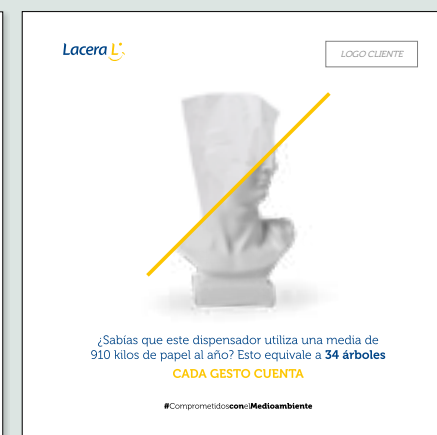 Lacera L
LOGO CLIENTE
¿Sabías que este dispensador utiliza una media de
910 kilos de papel al año? Esto equivale a 34 árboles
CADA GESTO CUENTA
#ComprometidosconelMedioambiente